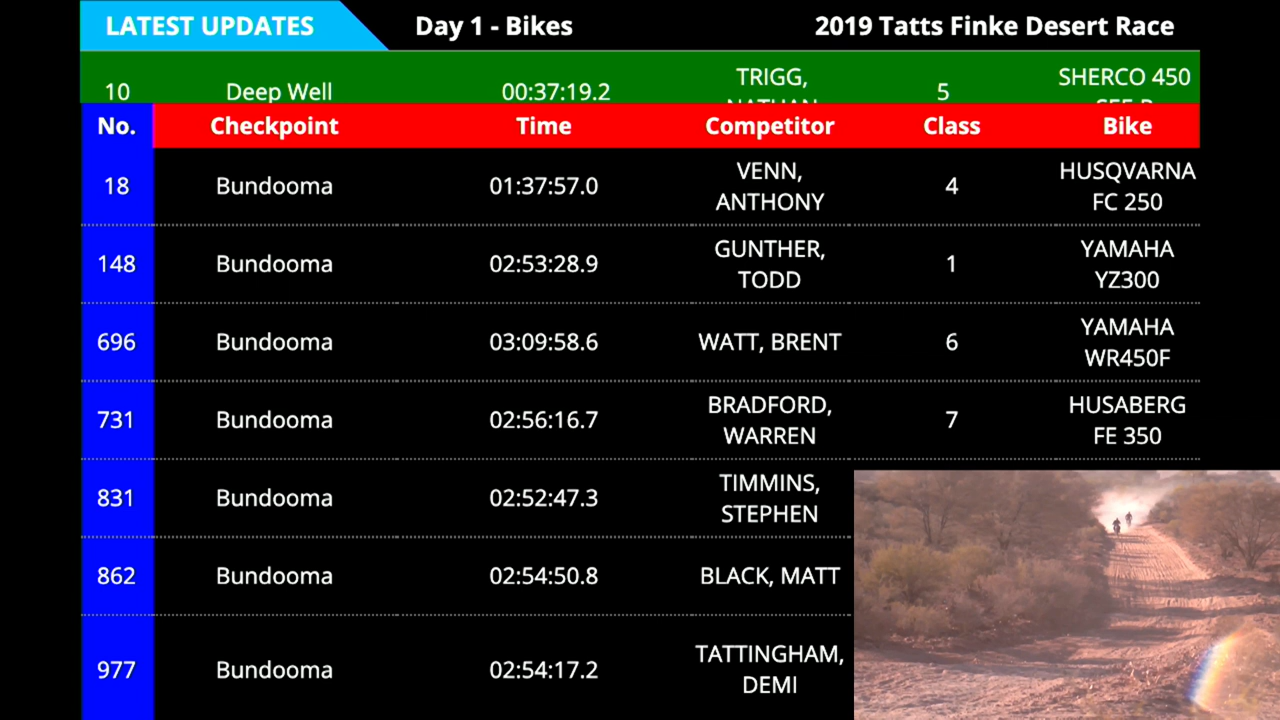 LATEST UPDATES Day 1 - Bikes 2019 Tatts Finke Desert Race
10 Deep Well 00:37:19.2 TRIGG, 5 SHERCO 450
No. Checkpoint Time Competitor Class Bike
18 Bundooma 01:37:57.0 VENN, ANTHONY 4 HUSQVARNA FC 250
148 Bundooma 02:53:28.9 GUNTHER, TODD 1 YAMAHA YZ300
696 Bundooma 03:09:58.6 WATT, BRENT 6 YAMAHA WR450F
731 Bundooma 02:56:16.7 BRADFORD, WARREN 7 HUSABERG FE 350
831 Bundooma 02:52:47.3 TIMMINS, STEPHEN
862 Bundooma 02:54:50.8 BLACK, MATT
977 Bundooma 02:54:17.2 TATTINGHAM, DEMI